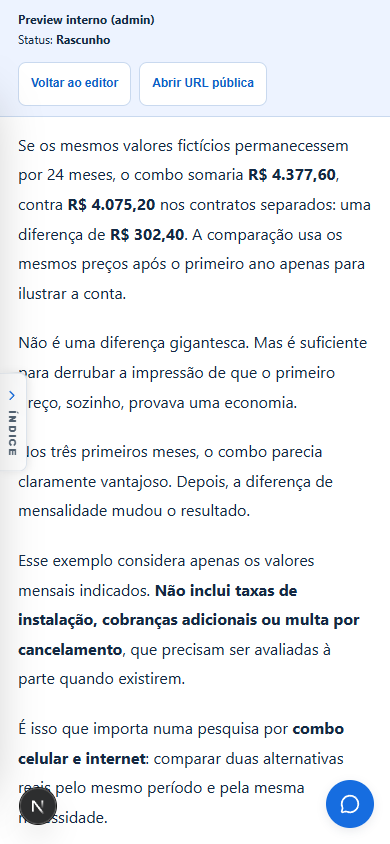 Preview interno (admin)
Status: Rascunho
Voltar ao editor
Abrir URL pública
Se os mesmos valores fictícios permanecessem
por 24 meses, o combo somaria R$ 4.377,60,
contra R$ 4.075,20 nos contratos separados: uma
diferença de R$ 302,40. A comparação usa os
mesmos preços após o primeiro ano apenas para
ilustrar a conta.
Não é uma diferença gigantesca. Mas é suficiente
para derrubar a impressão de que o primeiro
preço, sozinho, provava uma economia.
ÍNDICE
Nos três primeiros meses, o combo parecia
claramente vantajoso. Depois, a diferença de
mensalidade mudou o resultado.
Esse exemplo considera apenas os valores
mensais indicados. Não inclui taxas de
instalação, cobranças adicionais ou multa por
cancelamento, que precisam ser avaliadas à
parte quando existirem.
É isso que importa numa pesquisa por combo
celular e internet: comparar duas alternativas
reais pelo mesmo período e pela mesma
N
necessidade.